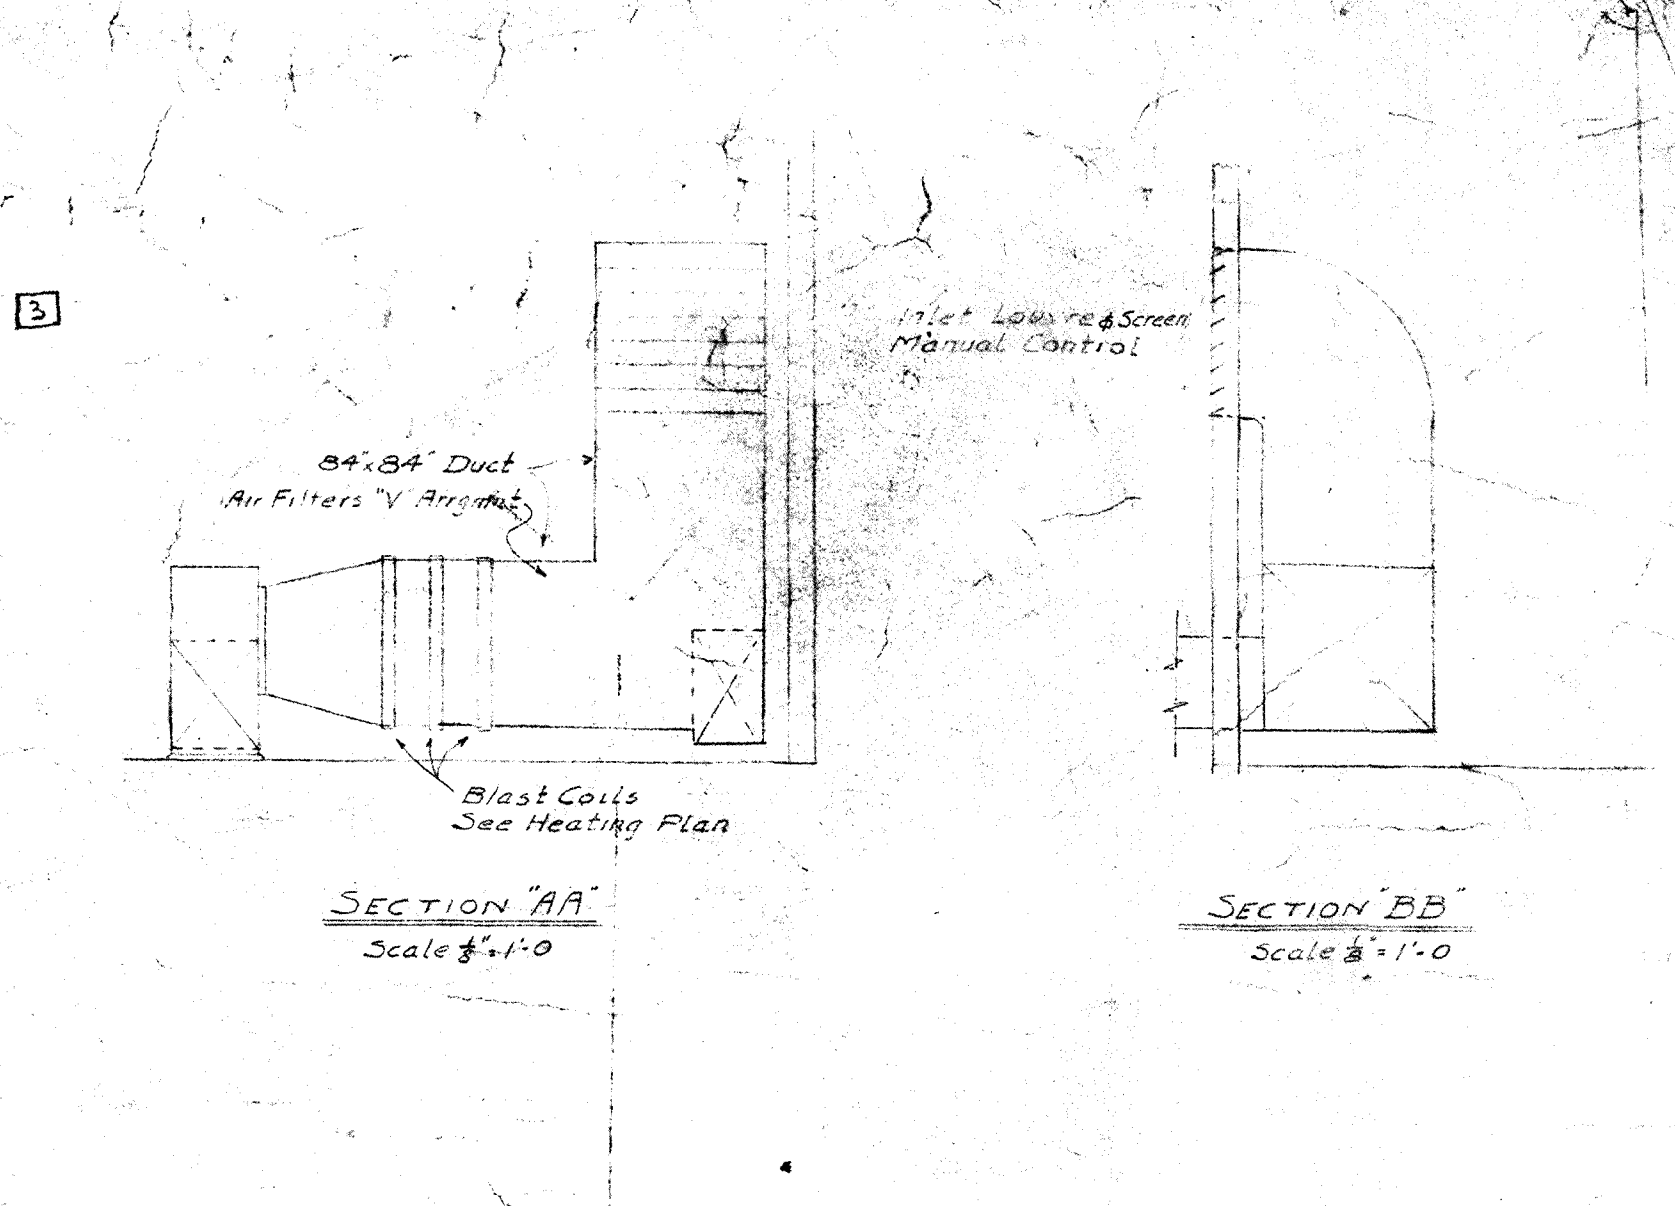 3
Inlet Louvre & Screen
Manual Control
84"x84" Duct
Air Filters "V" Arrgm't
Blast Coils
See Heating Plan
SECTION "AA"
Scale 1/8" = 1'-0
SECTION "BB"
Scale 1/8" = 1'-0